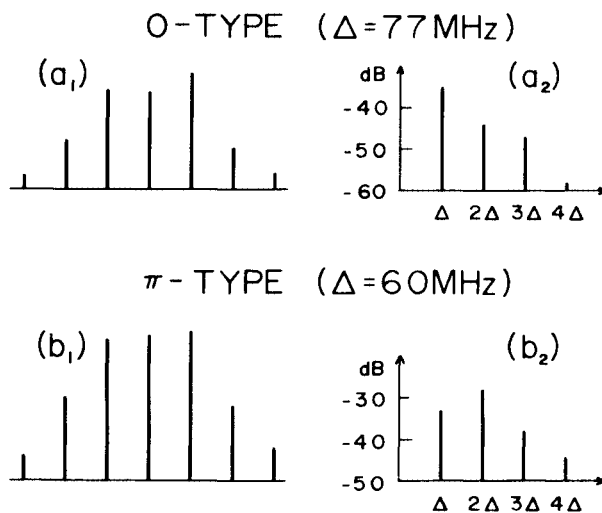 O-TYPE (Δ=77MHz)
(a₁)
dB
(a₂)
-40
-50
-60
Δ 2Δ 3Δ 4Δ
π-TYPE (Δ=60MHz)
(b₁)
dB
(b₂)
-30
-40
-50
Δ 2Δ 3Δ 4Δ